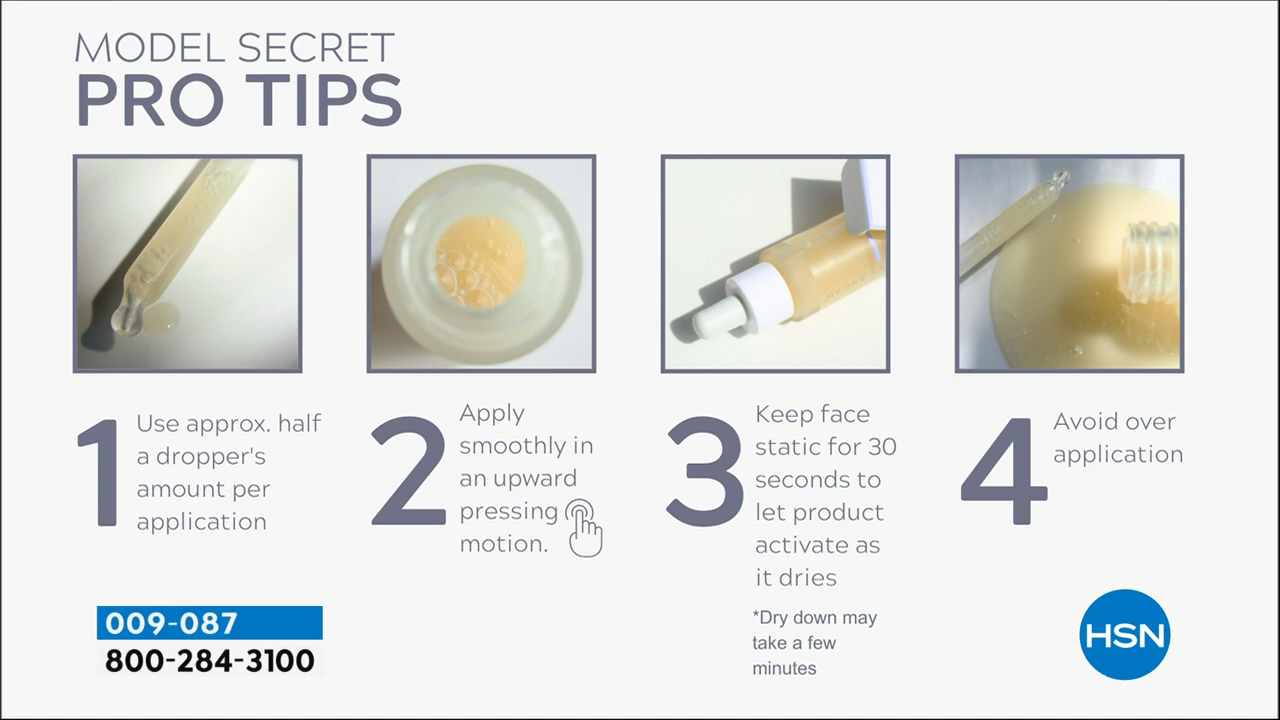 MODEL SECRET
PRO TIPS
1
Use approx. half
a dropper's
amount per
application
2
Apply
smoothly in
an upward
pressing
motion.
3
Keep face
static for 30
seconds to
let product
activate as
it dries
*Dry down may
take a few
minutes
4
Avoid over
application
009-087
800-284-3100
HSN